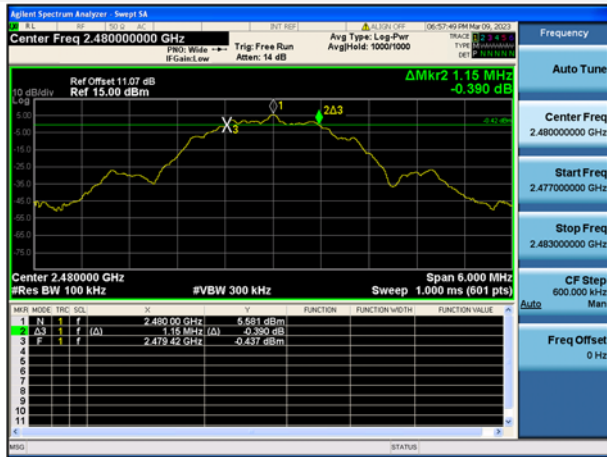 Agilent Spectrum Analyzer - Swept SA
RL RF 50 Ω AC INT REF ALIGN OFF 06:57:49 PM Mar 09, 2023
Center Freq 2.480000000 GHz
PNO: Wide
IFGain:Low
Trig: Free Run
Atten: 14 dB
Avg Type: Log-Pwr
Avg|Hold: 1000/1000
TRACE 1 2 3 4 5 6
TYPE
DET P N N N N N
Ref Offset 11.07 dB
Ref 15.00 dBm
10 dB/div
Log
ΔMkr2 1.15 MHz
-0.390 dB
1
2Δ3
3
-0.42 dBm
5.00
-5.00
-15.0
-25.0
-35.0
-45.0
-55.0
-65.0
-75.0
Center 2.480000 GHz
#Res BW 100 kHz
#VBW 300 kHz
Span 6.000 MHz
Sweep 1.000 ms (601 pts)
MKR MODE TRC SCL X Y FUNCTION FUNCTION WIDTH FUNCTION VALUE
1 N 1 f 2.480 00 GHz 5.581 dBm
2 Δ3 1 f (Δ) 1.15 MHz (Δ) -0.390 dB
3 F 1 f 2.479 42 GHz -0.437 dBm
4
5
6
7
8
9
10
11
MSG
STATUS
Frequency
Auto Tune
Center Freq
2.480000000 GHz
Start Freq
2.477000000 GHz
Stop Freq
2.483000000 GHz
CF Step
600.000 kHz
Auto Man
Freq Offset
0 Hz